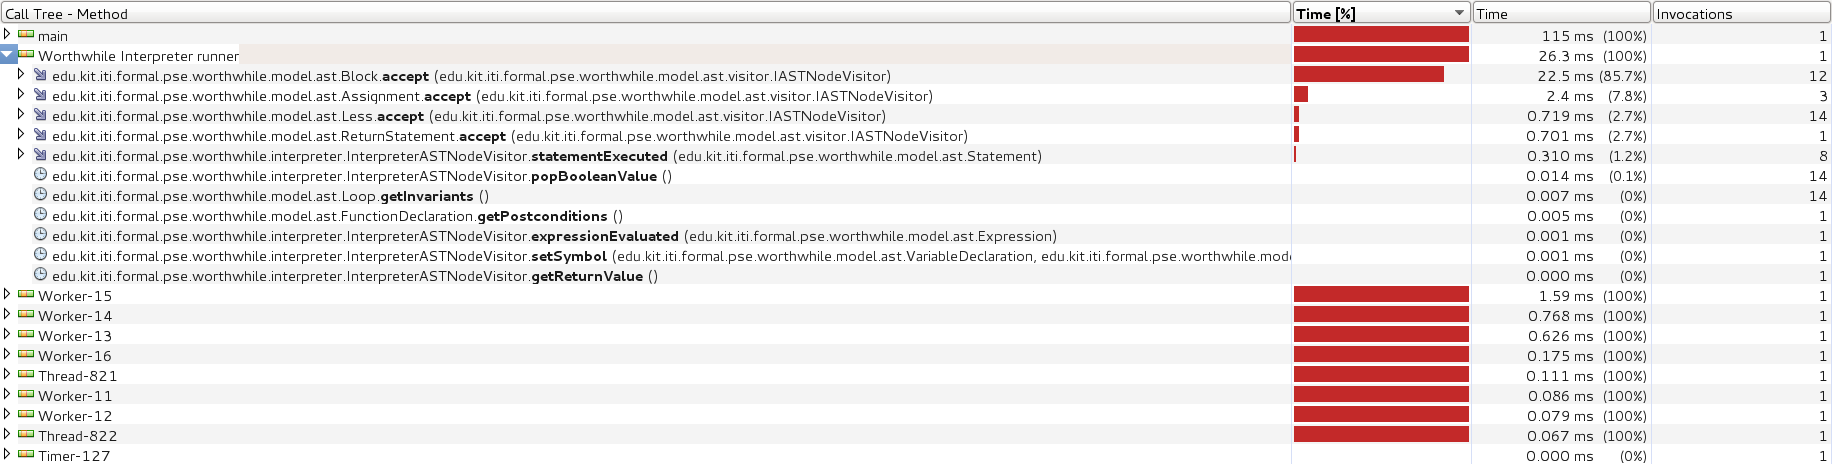 Call Tree - Method Time [%] Time Invocations
main 115 ms (100%) 1
Worthwhile Interpreter runner 26.3 ms (100%) 1
edu.kit.iti.formal.pse.worthwhile.model.ast.Block.accept (edu.kit.iti.formal.pse.worthwhile.model.ast.visitor.IASTNodeVisitor) 22.5 ms (85.7%) 12
edu.kit.iti.formal.pse.worthwhile.model.ast.Assignment.accept (edu.kit.iti.formal.pse.worthwhile.model.ast.visitor.IASTNodeVisitor) 2.4 ms (7.8%) 3
edu.kit.iti.formal.pse.worthwhile.model.ast.Less.accept (edu.kit.iti.formal.pse.worthwhile.model.ast.visitor.IASTNodeVisitor) 0.719 ms (2.7%) 14
edu.kit.iti.formal.pse.worthwhile.model.ast.ReturnStatement.accept (edu.kit.iti.formal.pse.worthwhile.model.ast.visitor.IASTNodeVisitor) 0.701 ms (2.7%) 1
edu.kit.iti.formal.pse.worthwhile.interpreter.InterpreterASTNodeVisitor.statementExecuted (edu.kit.iti.formal.pse.worthwhile.model.ast.Statement) 0.310 ms (1.2%) 8
edu.kit.iti.formal.pse.worthwhile.interpreter.InterpreterASTNodeVisitor.popBooleanValue () 0.014 ms (0.1%) 14
edu.kit.iti.formal.pse.worthwhile.model.ast.Loop.getInvariants () 0.007 ms (0%) 14
edu.kit.iti.formal.pse.worthwhile.model.ast.FunctionDeclaration.getPostconditions () 0.005 ms (0%) 1
edu.kit.iti.formal.pse.worthwhile.interpreter.InterpreterASTNodeVisitor.expressionEvaluated (edu.kit.iti.formal.pse.worthwhile.model.ast.Expression) 0.001 ms (0%) 1
edu.kit.iti.formal.pse.worthwhile.interpreter.InterpreterASTNodeVisitor.setSymbol (edu.kit.iti.formal.pse.worthwhile.model.ast.VariableDeclaration, edu.kit.iti.formal.pse.worthwhile.mode 0.001 ms (0%) 1
edu.kit.iti.formal.pse.worthwhile.interpreter.InterpreterASTNodeVisitor.getReturnValue () 0.000 ms (0%) 1
Worker-15 1.59 ms (100%) 1
Worker-14 0.768 ms (100%) 1
Worker-13 0.626 ms (100%) 1
Worker-16 0.175 ms (100%) 1
Thread-821 0.111 ms (100%) 1
Worker-11 0.086 ms (100%) 1
Worker-12 0.079 ms (100%) 1
Thread-822 0.067 ms (100%) 1
Timer-127 0.000 ms (0%) 1